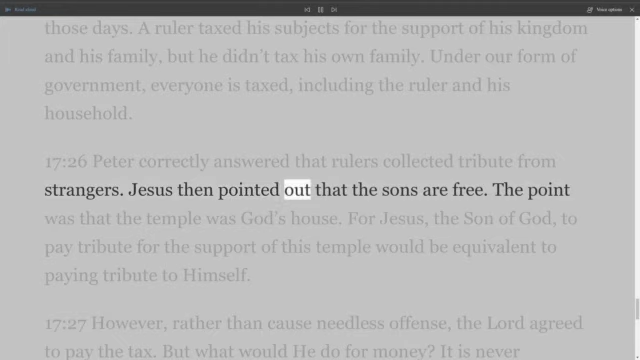 Read aloud
Voice options
those days. A ruler taxed his subjects for the support of his kingdom
and his family, but he didn’t tax his own family. Under our form of
government, everyone is taxed, including the ruler and his
household.
17:26 Peter correctly answered that rulers collected tribute from
strangers. Jesus then pointed out that the sons are free. The point
was that the temple was God’s house. For Jesus, the Son of God, to
pay tribute for the support of this temple would be equivalent to
paying tribute to Himself.
17:27 However, rather than cause needless offense, the Lord agreed
to pay the tax. But what would He do for money? It is never